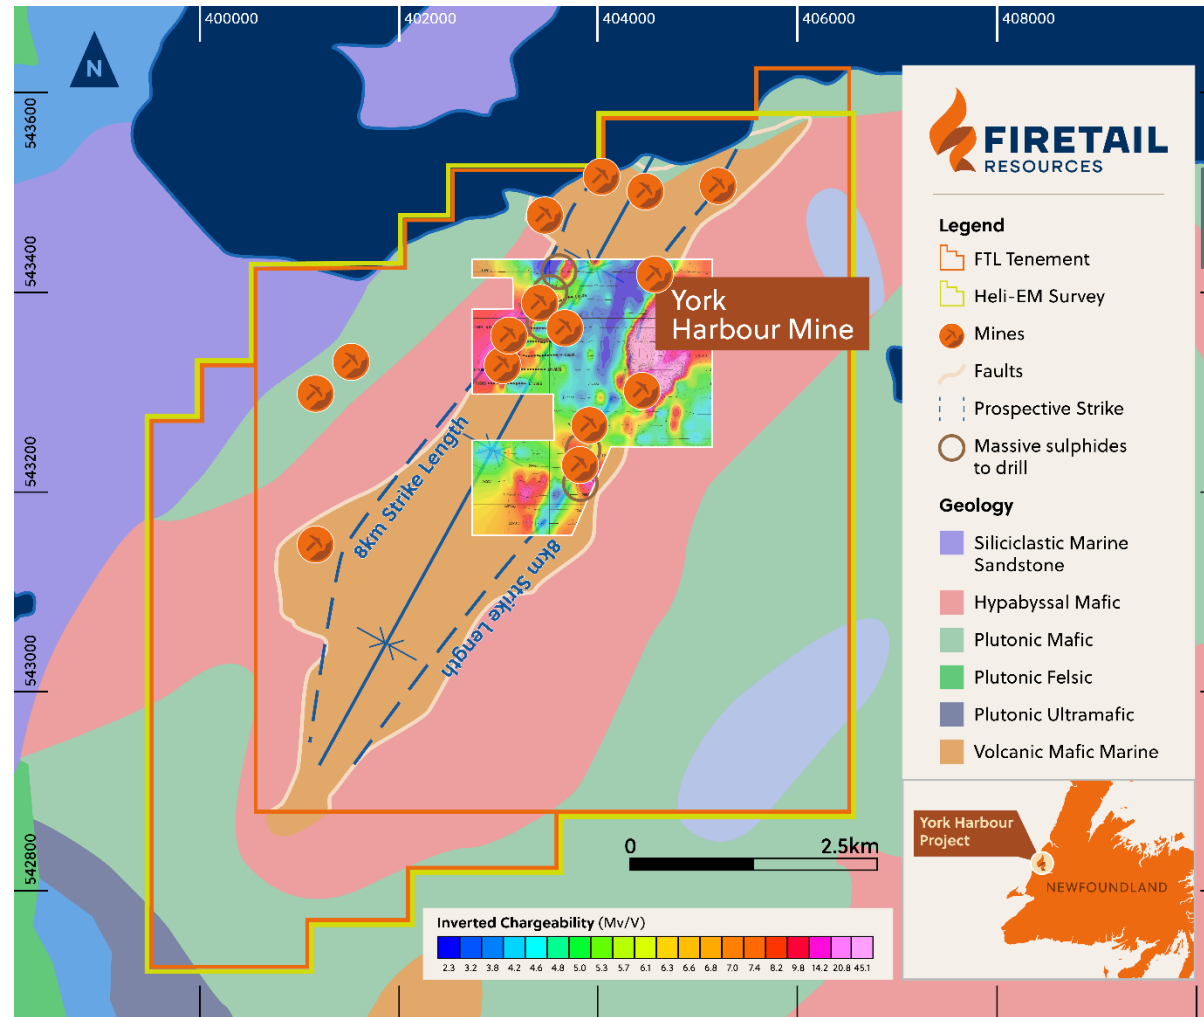 400000
402000
404000
406000
408000
N
543600
543400
543200
543000
542800
York
Harbour Mine
8km Strike Length
8km Strike Length
0
2.5km
Inverted Chargeability (Mv/V)
2.3 3.2 3.8 4.2 4.6 4.8 5.0 5.3 5.7 6.1 6.3 6.6 6.8 7.0 7.4 8.2 9.8 14.2 20.8 45.1
FIRETAIL
RESOURCES
Legend
FTL Tenement
Heli-EM Survey
Mines
Faults
Prospective Strike
Massive sulphides
to drill
Geology
Siliciclastic Marine
Sandstone
Hypabyssal Mafic
Plutonic Mafic
Plutonic Felsic
Plutonic Ultramafic
Volcanic Mafic Marine
York Harbour
Project
NEWFOUNDLAND